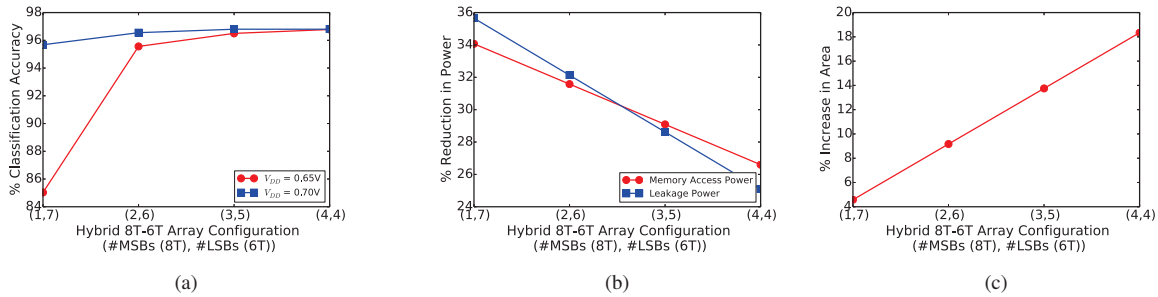 % Classification Accuracy
98
96
94
92
90
88
86
84
(1,7)
(2,6)
(3,5)
(4,4)
V_DD = 0,65V
V_DD = 0,70V
Hybrid 8T-6T Array Configuration
(#MSBs (8T), #LSBs (6T))
(a)
% Reduction in Power
36
34
32
30
28
26
24
(1,7)
(2,6)
(3,5)
(4,4)
Memory Access Power
Leakage Power
Hybrid 8T-6T Array Configuration
(#MSBs (8T), #LSBs (6T))
(b)
% Increase in Area
20
18
16
14
12
10
8
6
4
(1,7)
(2,6)
(3,5)
(4,4)
Hybrid 8T-6T Array Configuration
(#MSBs (8T), #LSBs (6T))
(c)